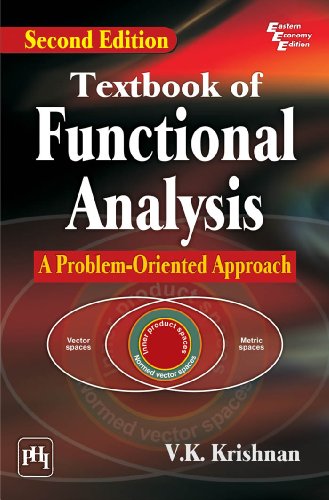 Second Edition
Eastern
Economy
Edition
Textbook of
Functional
Analysis
A Problem-Oriented Approach
Vector
spaces
Inner product spaces
Normed vector spaces
Metric
spaces
PHI
V.K. Krishnan